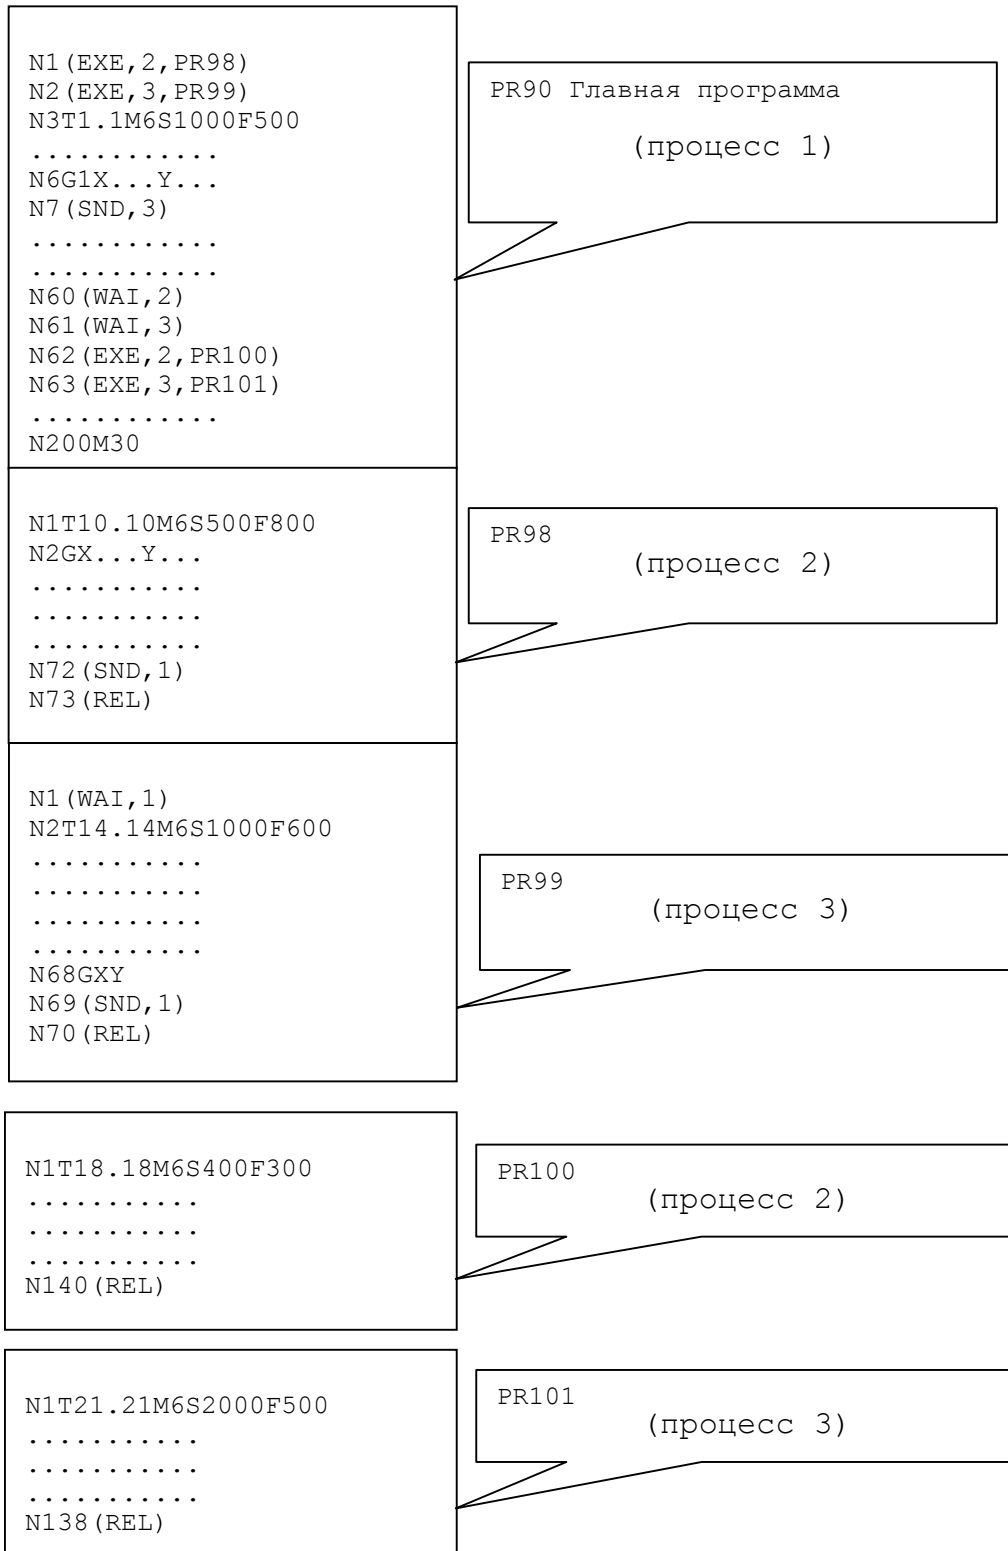 N1(EXE,2,PR98)
N2(EXE,3,PR99)
N3T1.1M6S1000F500
............
N6G1X...Y...
N7(SND,3)
............
............
N60(WAI,2)
N61(WAI,3)
N62(EXE,2,PR100)
N63(EXE,3,PR101)
............
N200M30
PR90 Главная программа
(процесс 1)
N1T10.10M6S500F800
N2GX...Y...
...........
...........
...........
N72(SND,1)
N73(REL)
PR98
(процесс 2)
N1(WAI,1)
N2T14.14M6S1000F600
...........
...........
...........
...........
N68GXY
N69(SND,1)
N70(REL)
PR99
(процесс 3)
N1T18.18M6S400F300
...........
...........
...........
N140(REL)
PR100
(процесс 2)
N1T21.21M6S2000F500
...........
...........
...........
N138(REL)
PR101
(процесс 3)